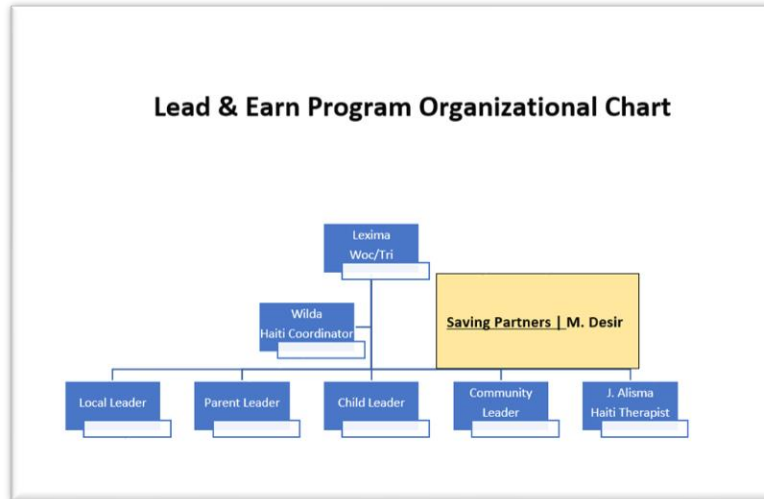 Lead & Earn Program Organizational Chart
Lexima
Woc/Tri
Wilda
Haiti Coordinator
Saving Partners | M. Desir
Local Leader
Parent Leader
Child Leader
Community
Leader
J. Alisma
Haiti Therapist